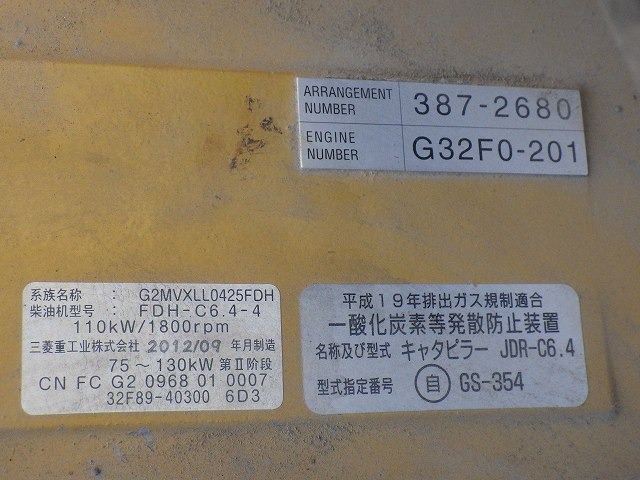 ARRANGEMENT NUMBER 387-2680
ENGINE NUMBER G32F0-201
系族名称 : G2MVXLL0425FDH
柴油机型号 : FDH-C6.4-4
110kW/1800rpm
三菱重工业株式会社 2012/09 年月制造
75～130kW 第Ⅱ阶段
CN FC G2 0968 01 0007
32F89-40300 6D3
平成19年排出ガス規制適合
一酸化炭素等発散防止装置
名称及び型式 キャタピラー JDR-C6.4
型式指定番号 自 GS-354